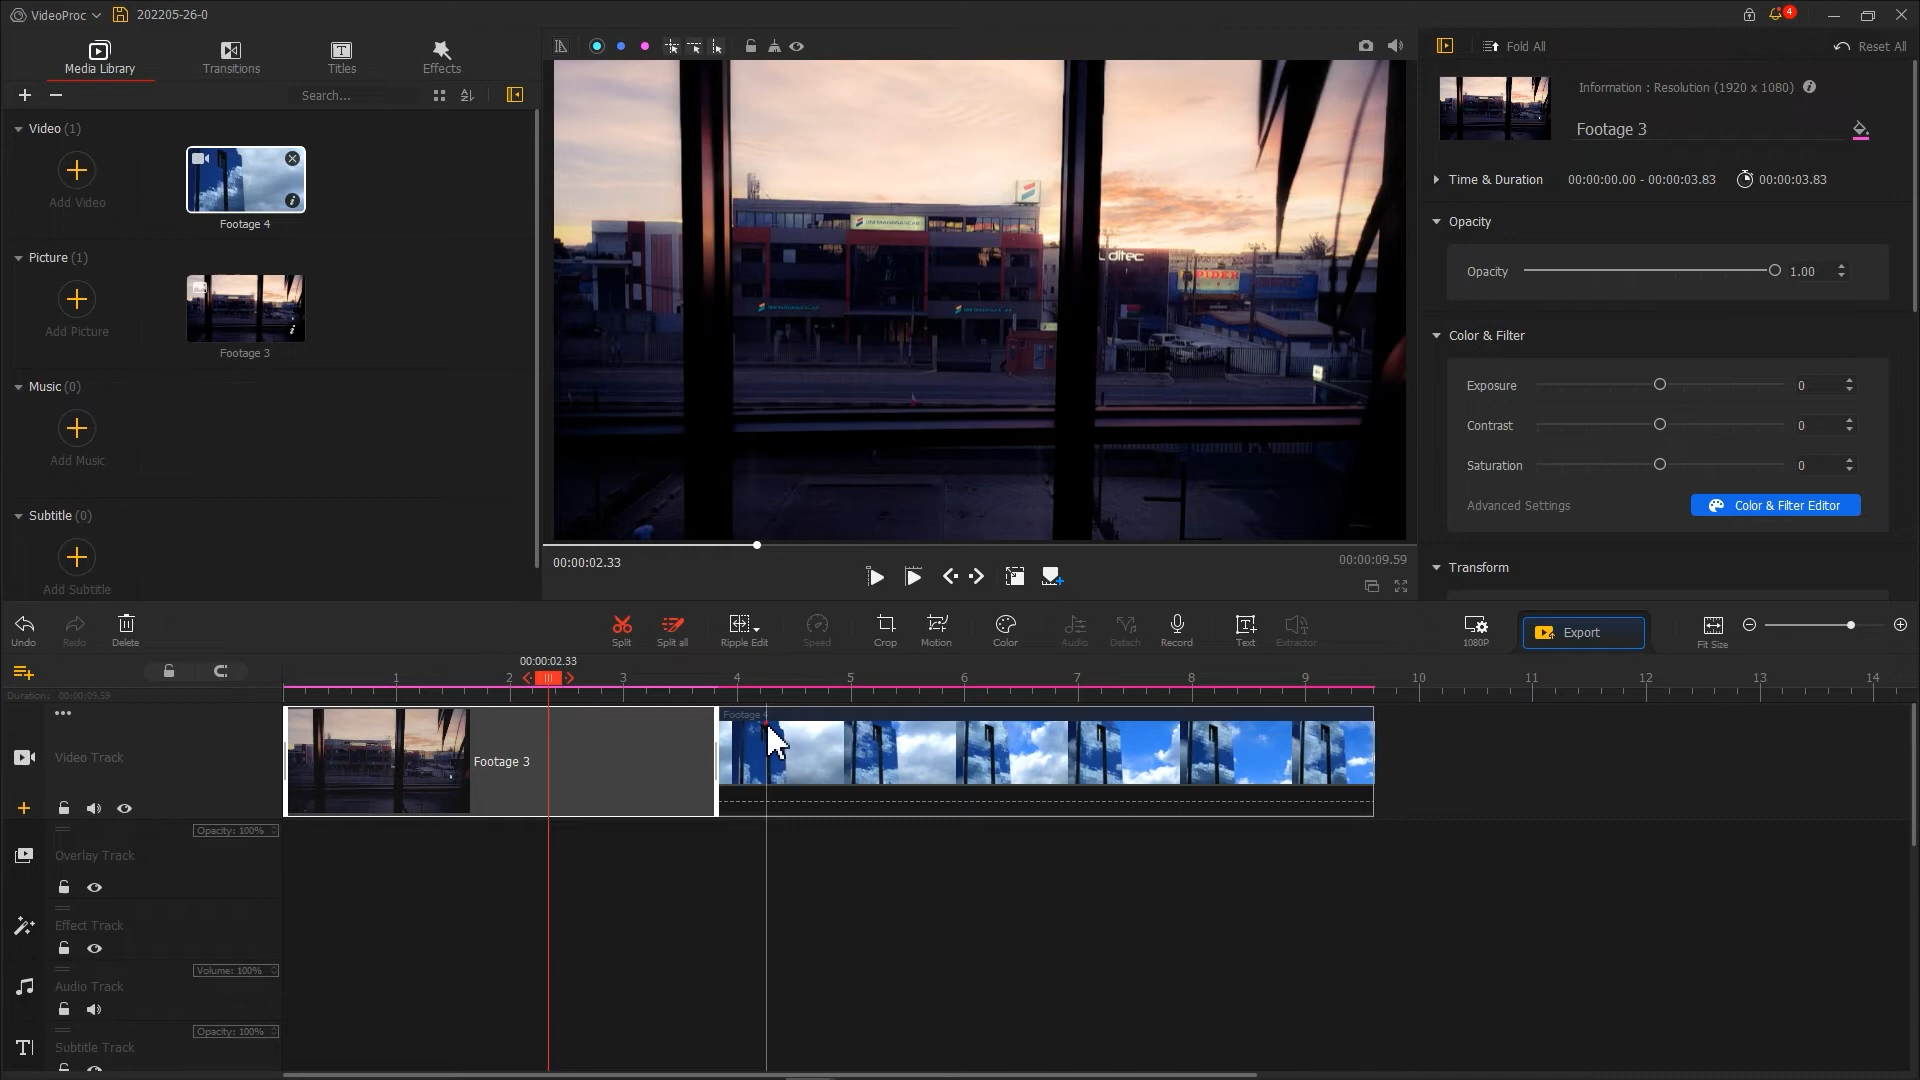 VideoProc
202205-26-0
4
Media Library
Transitions
Titles
Effects
Search...
Video (1)
Add Video
Footage 4
Picture (1)
Add Picture
Footage 3
Music (0)
Add Music
Subtitle (0)
Add Subtitle
ditec
00:00:02.33
00:00:09.59
Fold All
Reset All
Information : Resolution (1920 x 1080)
Footage 3
Time & Duration
00:00:00.00 - 00:00:03.83
00:00:03.83
Opacity
Opacity
1.00
Color & Filter
Exposure
0
Contrast
0
Saturation
0
Advanced Settings
Color & Filter Editor
Transform
Undo
Redo
Delete
Split
Split all
Ripple Edit
Speed
Crop
Motion
Color
Audio
Detach
Record
Text
Extractor
1080P
Export
Fit Size
00:00:02.33
Duration: 00:00:09.59
1 2 3 4 5 6 7 8 9 10 11 12 13 14
Video Track
Footage 3
Footage 4
Opacity: 100%
Overlay Track
Effect Track
Volume: 100%
Audio Track
Opacity: 100%
Subtitle Track